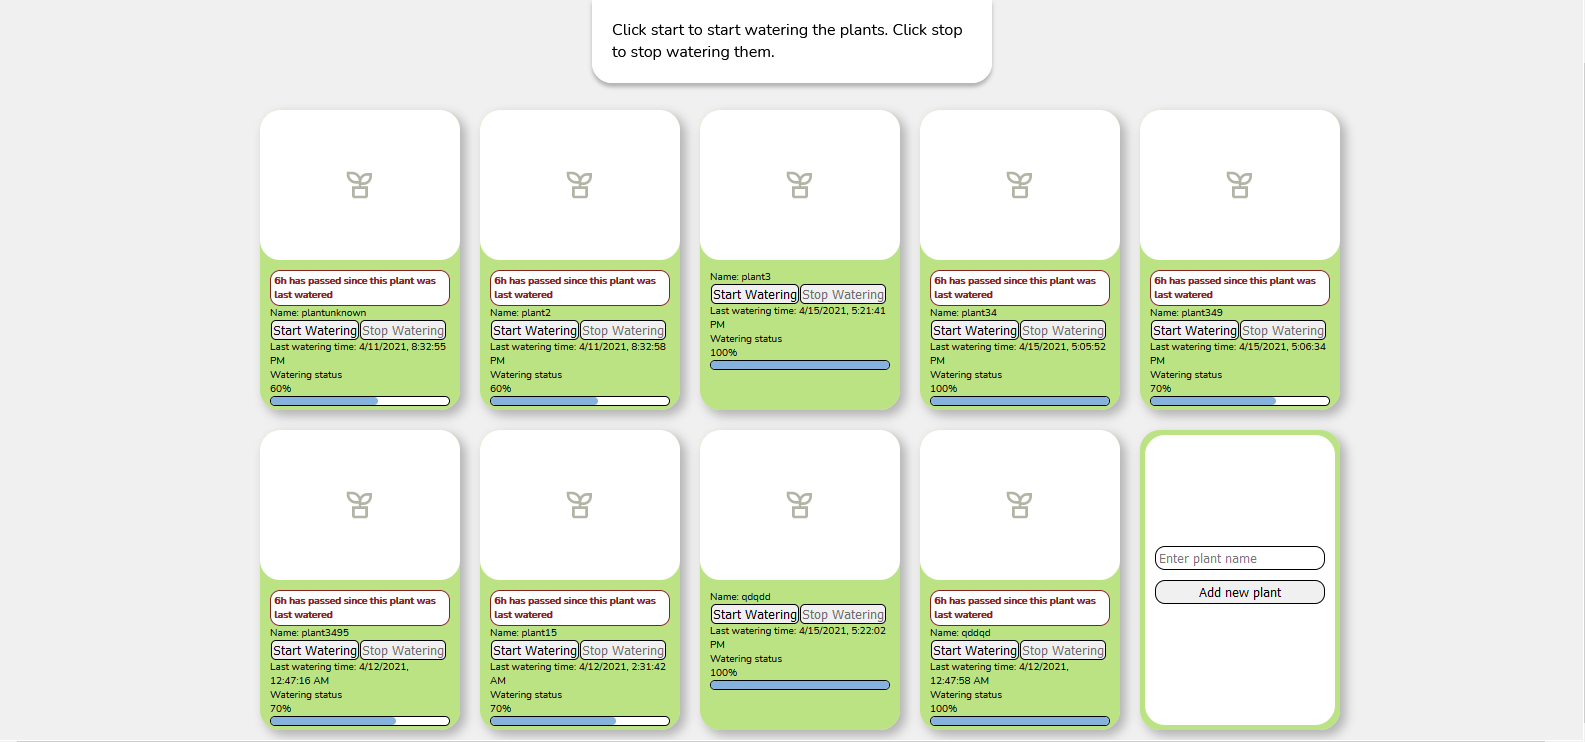 Click start to start watering the plants. Click stop
to stop watering them.
6h has passed since this plant was
last watered
Name: plantunknown
Start Watering Stop Watering
Last watering time: 4/11/2021, 8:32:55
PM
Watering status
60%
6h has passed since this plant was
last watered
Name: plant2
Start Watering Stop Watering
Last watering time: 4/11/2021, 8:32:58
PM
Watering status
60%
Name: plant3
Start Watering Stop Watering
Last watering time: 4/15/2021, 5:21:41
PM
Watering status
100%
6h has passed since this plant was
last watered
Name: plant34
Start Watering Stop Watering
Last watering time: 4/15/2021, 5:05:52
PM
Watering status
100%
6h has passed since this plant was
last watered
Name: plant349
Start Watering Stop Watering
Last watering time: 4/15/2021, 5:06:34
PM
Watering status
70%
6h has passed since this plant was
last watered
Name: plant3495
Start Watering Stop Watering
Last watering time: 4/12/2021,
12:47:16 AM
Watering status
70%
6h has passed since this plant was
last watered
Name: plant15
Start Watering Stop Watering
Last watering time: 4/12/2021, 2:31:42
AM
Watering status
70%
Name: qdqdd
Start Watering Stop Watering
Last watering time: 4/15/2021, 5:22:02
PM
Watering status
100%
6h has passed since this plant was
last watered
Name: qddqd
Start Watering Stop Watering
Last watering time: 4/12/2021,
12:47:58 AM
Watering status
100%
Enter plant name
Add new plant